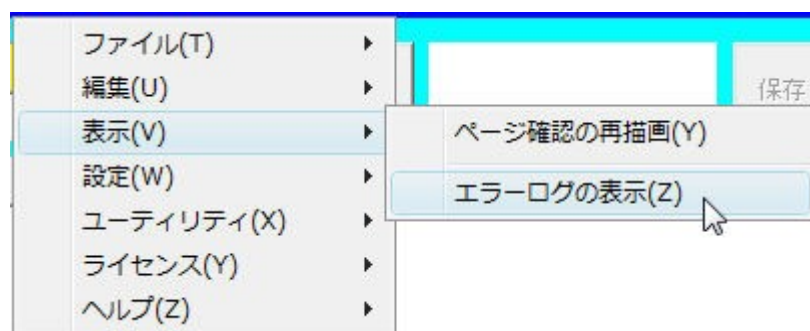 ファイル(T)
編集(U)
保存
表示(V)
ページ確認の再描画(Y)
設定(W)
エラーログの表示(Z)
ユーティリティ(X)
ライセンス(Y)
ヘルプ(Z)